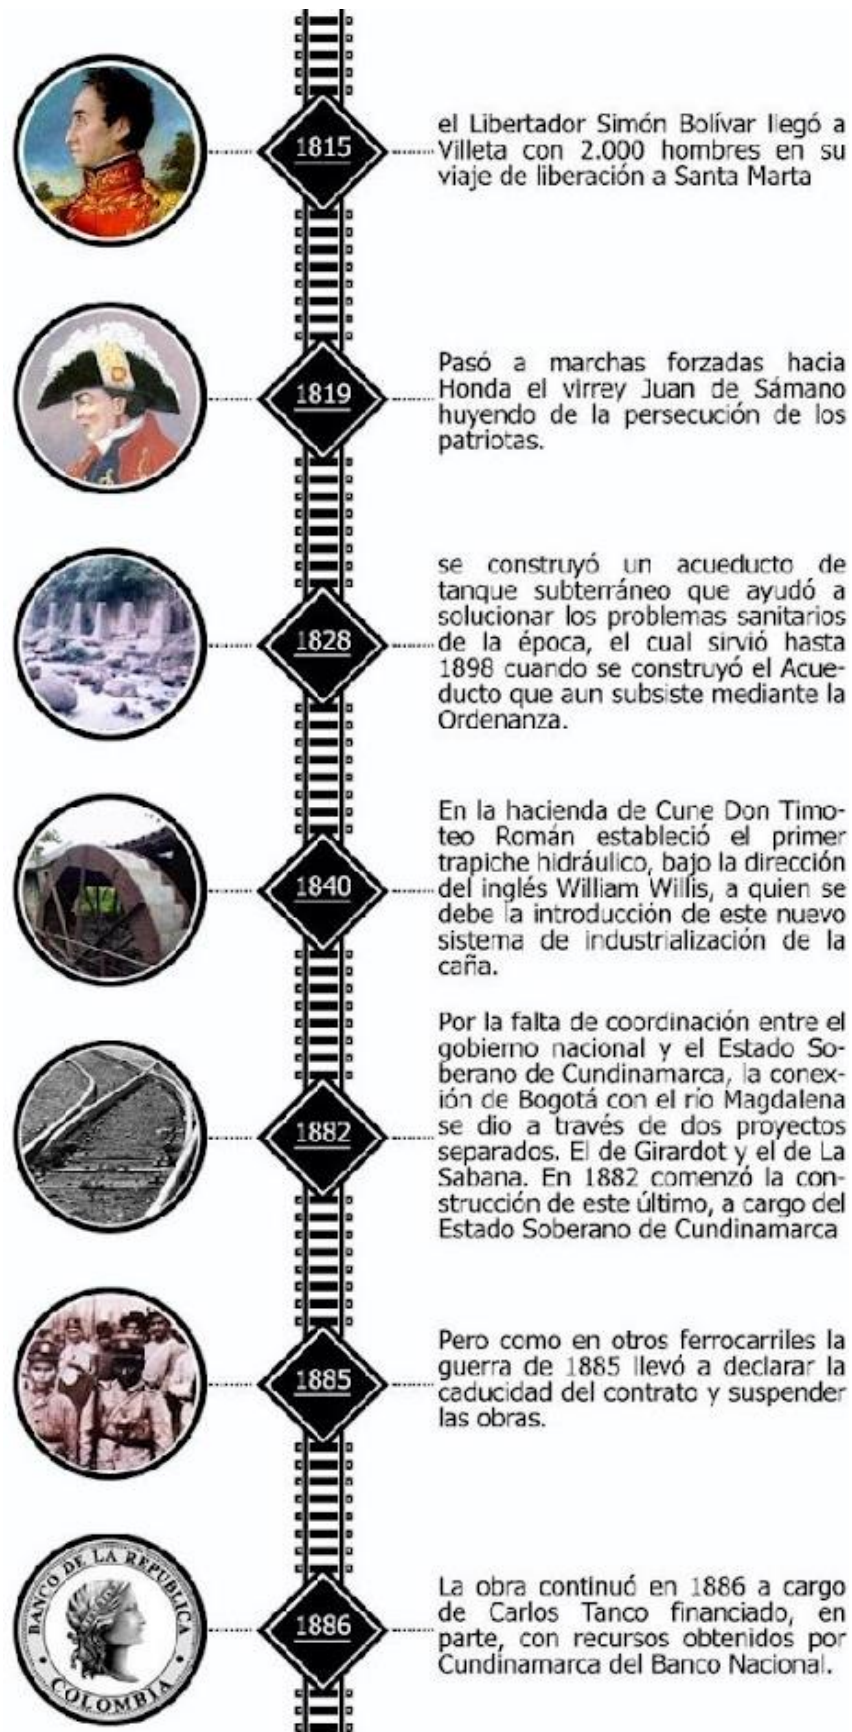 1815
el Libertador Simón Bolívar llegó a
Villeta con 2.000 hombres en su
viaje de liberación a Santa Marta
1819
Pasó a marchas forzadas hacia
Honda el virrey Juan de Sámano
huyendo de la persecución de los
patriotas.
1828
se construyó un acueducto de
tanque subterráneo que ayudó a
solucionar los problemas sanitarios
de la época, el cual sirvió hasta
1898 cuando se construyó el Acue-
ducto que aun subsiste mediante la
Ordenanza.
1840
En la hacienda de Cune Don Timo-
teo Román estableció el primer
trapiche hidráulico, bajo la dirección
del inglés William Willis, a quien se
debe la introducción de este nuevo
sistema de industrialización de la
caña.
1882
Por la falta de coordinación entre el
gobierno nacional y el Estado So-
berano de Cundinamarca, la conex-
ión de Bogotá con el río Magdalena
se dio a través de dos proyectos
separados. El de Girardot y el de La
Sabana. En 1882 comenzó la con-
strucción de este último, a cargo del
Estado Soberano de Cundinamarca
1885
Pero como en otros ferrocarriles la
guerra de 1885 llevó a declarar la
caducidad del contrato y suspender
las obras.
BANCO DE LA REPUBLICA
COLOMBIA
1886
La obra continuó en 1886 a cargo
de Carlos Tanco financiado, en
parte, con recursos obtenidos por
Cundinamarca del Banco Nacional.